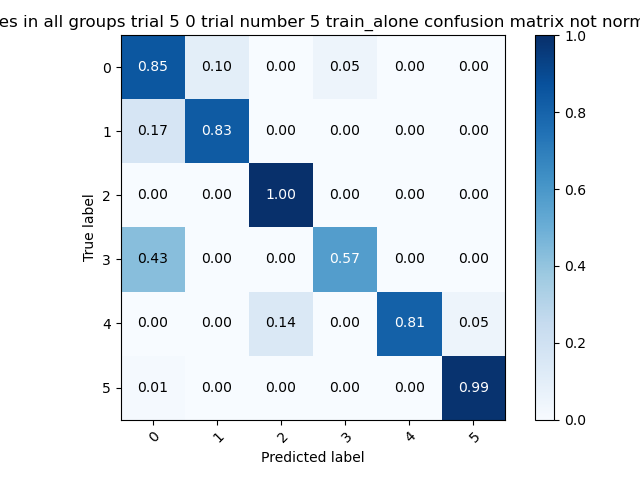 es in all groups trial 5 0 trial number 5 train_alone confusion matrix not norm
0 0.85 0.10 0.00 0.05 0.00 0.00
1 0.17 0.83 0.00 0.00 0.00 0.00
2 0.00 0.00 1.00 0.00 0.00 0.00
3 0.43 0.00 0.00 0.57 0.00 0.00
4 0.00 0.00 0.14 0.00 0.81 0.05
5 0.01 0.00 0.00 0.00 0.00 0.99
0 1 2 3 4 5
True label
Predicted label
1.0
0.8
0.6
0.4
0.2
0.0